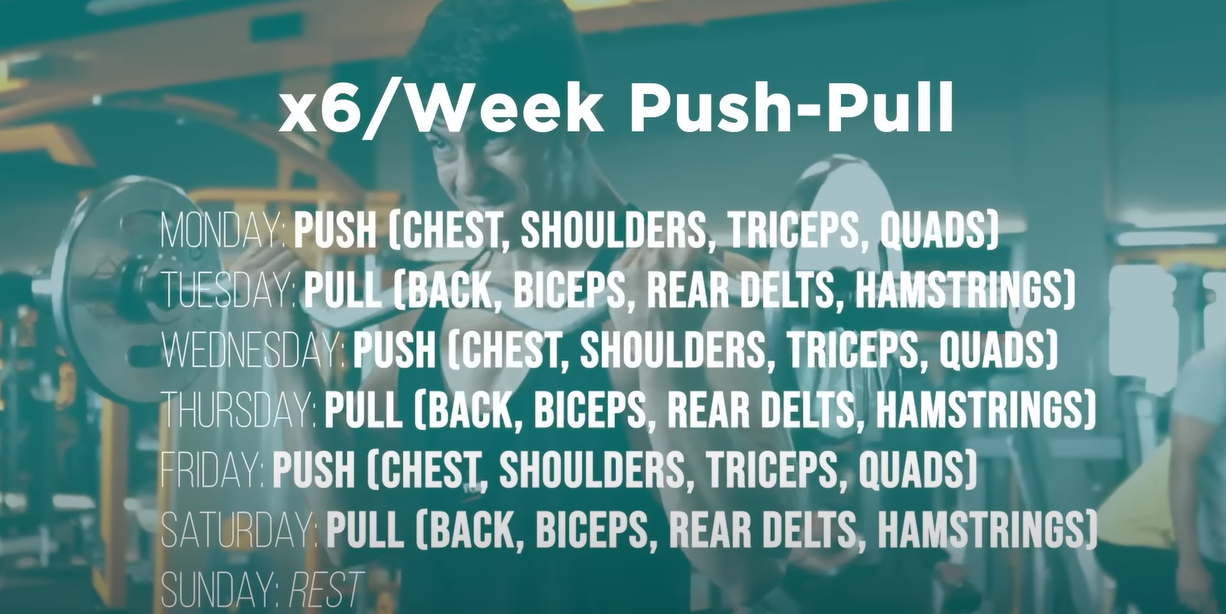 x6/Week Push-Pull
MONDAY: PUSH (CHEST, SHOULDERS, TRICEPS, QUADS)
TUESDAY: PULL (BACK, BICEPS, REAR DELTS, HAMSTRINGS)
WEDNESDAY: PUSH (CHEST, SHOULDERS, TRICEPS, QUADS)
THURSDAY: PULL (BACK, BICEPS, REAR DELTS, HAMSTRINGS)
FRIDAY: PUSH (CHEST, SHOULDERS, TRICEPS, QUADS)
SATURDAY: PULL (BACK, BICEPS, REAR DELTS, HAMSTRINGS)
SUNDAY: REST